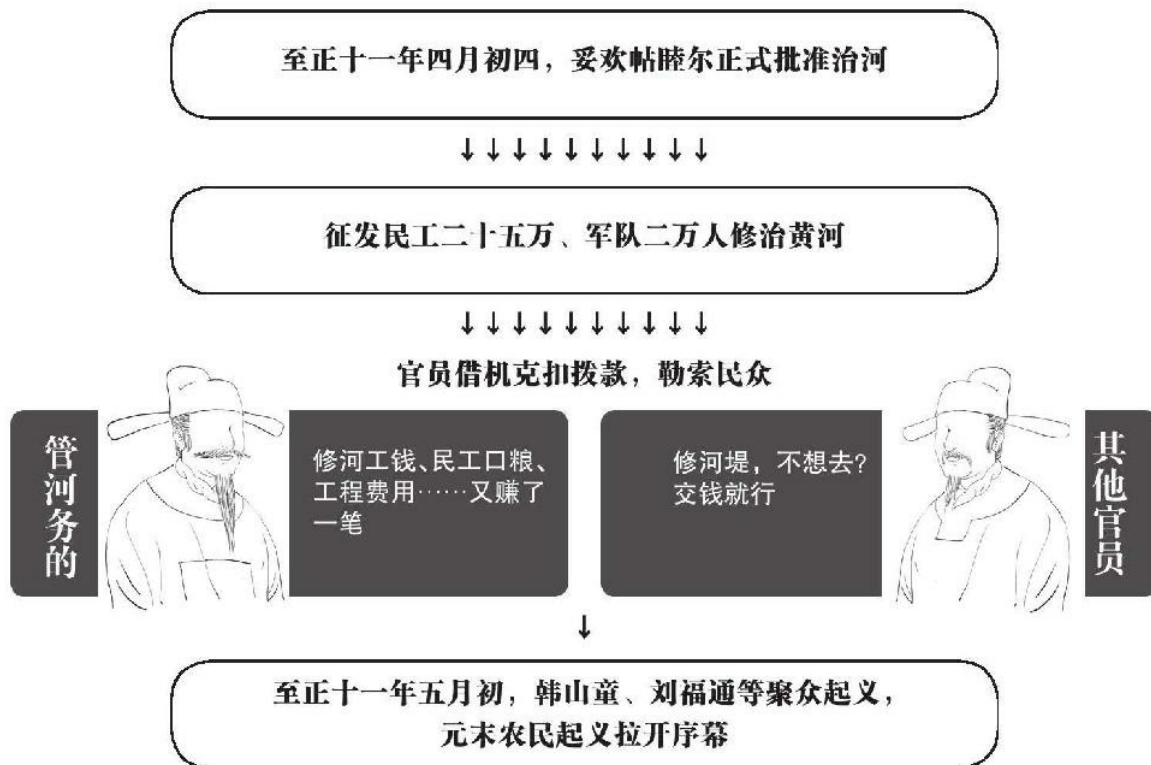 至正十一年四月初四，妥欢帖睦尔正式批准治河
↓↓↓↓↓↓↓↓↓↓
征发民工二十五万、军队二万人修治黄河
↓↓↓↓↓↓↓↓↓↓
官员借机克扣拨款，勒索民众
管河务的
修河工钱、民工口粮、
工程费用……又赚了
一笔
修河堤，不想去？
交钱就行
其他官员
↓
至正十一年五月初，韩山童、刘福通等聚众起义，
元末农民起义拉开序幕